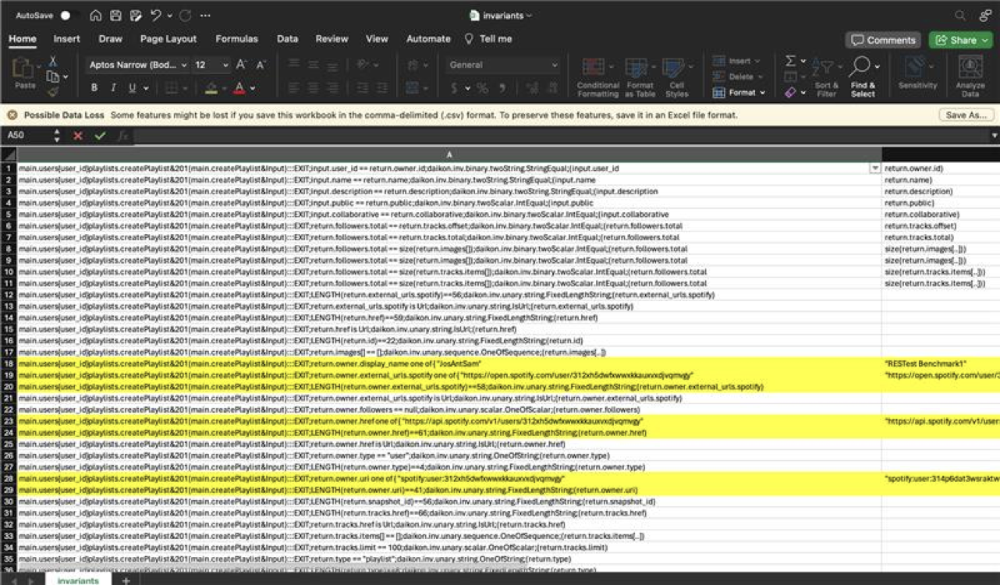 AutoSave
invariants
Home Insert Draw Page Layout Formulas Data Review View Automate Tell me Comments Share
Paste
Aptos Narrow (Bod... 12 A A
B I U A
General
$ %
Conditional Formatting
Format as Table
Cell Styles
Insert
Delete
Format
Sort & Filter
Find & Select
Sensitivity
Analyze Data
Possible Data Loss Some features might be lost if you save this workbook in the comma-delimited (.csv) format. To preserve these features, save it in an Excel file format. Save As...
A50 fx
A
1 main.users{user_id}playlists.createPlaylist&201(main.createPlaylist&Input):::EXIT;input.user_id == return.owner.id;daikon.inv.binary.twoString.StringEqual;(input.user_id return.owner.id)
2 main.users{user_id}playlists.createPlaylist&201(main.createPlaylist&Input):::EXIT;input.name == return.name;daikon.inv.binary.twoString.StringEqual;(input.name return.name)
3 main.users{user_id}playlists.createPlaylist&201(main.createPlaylist&Input):::EXIT;input.description == return.description;daikon.inv.binary.twoString.StringEqual;(input.description return.description)
4 main.users{user_id}playlists.createPlaylist&201(main.createPlaylist&Input):::EXIT;input.public == return.public;daikon.inv.binary.twoScalar.IntEqual;(input.public return.public)
5 main.users{user_id}playlists.createPlaylist&201(main.createPlaylist&Input):::EXIT;input.collaborative == return.collaborative;daikon.inv.binary.twoScalar.IntEqual;(input.collaborative return.collaborative)
6 main.users{user_id}playlists.createPlaylist&201(main.createPlaylist&Input):::EXIT;return.followers.total == return.tracks.offset;daikon.inv.binary.twoScalar.IntEqual;(return.followers.total return.tracks.offset)
7 main.users{user_id}playlists.createPlaylist&201(main.createPlaylist&Input):::EXIT;return.followers.total == return.tracks.total;daikon.inv.binary.twoScalar.IntEqual;(return.followers.total return.tracks.total)
8 main.users{user_id}playlists.createPlaylist&201(main.createPlaylist&Input):::EXIT;return.followers.total == size(return.images[]);daikon.inv.binary.twoScalar.IntEqual;(return.followers.total size(return.images[..]))
9 main.users{user_id}playlists.createPlaylist&201(main.createPlaylist&Input):::EXIT;return.followers.total == size(return.images[]);daikon.inv.binary.twoScalar.IntEqual;(return.followers.total size(return.images[..]))
10 main.users{user_id}playlists.createPlaylist&201(main.createPlaylist&Input):::EXIT;return.followers.total == size(return.tracks.items[]);daikon.inv.binary.twoScalar.IntEqual;(return.followers.total size(return.tracks.items[..]))
11 main.users{user_id}playlists.createPlaylist&201(main.createPlaylist&Input):::EXIT;return.followers.total == size(return.tracks.items[]);daikon.inv.binary.twoScalar.IntEqual;(return.followers.total size(return.tracks.items[..]))
12 main.users{user_id}playlists.createPlaylist&201(main.createPlaylist&Input):::EXIT;LENGTH(return.external_urls.spotify)==56;daikon.inv.unary.string.FixedLengthString;(return.external_urls.spotify)
13 main.users{user_id}playlists.createPlaylist&201(main.createPlaylist&Input):::EXIT;return.external_urls.spotify is Url;daikon.inv.unary.string.IsUrl;(return.external_urls.spotify)
14 main.users{user_id}playlists.createPlaylist&201(main.createPlaylist&Input):::EXIT;LENGTH(return.href)==59;daikon.inv.unary.string.FixedLengthString;(return.href)
15 main.users{user_id}playlists.createPlaylist&201(main.createPlaylist&Input):::EXIT;return.href is Url;daikon.inv.unary.string.IsUrl;(return.href)
16 main.users{user_id}playlists.createPlaylist&201(main.createPlaylist&Input):::EXIT;LENGTH(return.id)==22;daikon.inv.unary.string.FixedLengthString;(return.id)
17 main.users{user_id}playlists.createPlaylist&201(main.createPlaylist&Input):::EXIT;return.images[] == [];daikon.inv.unary.sequence.OneOfSequence;(return.images[..])
18 main.users{user_id}playlists.createPlaylist&201(main.createPlaylist&Input):::EXIT;return.owner.display_name one of { "JosAntSam" "RESTest Benchmark1"
19 main.users{user_id}playlists.createPlaylist&201(main.createPlaylist&Input):::EXIT;return.owner.external_urls.spotify one of { "https://open.spotify.com/user/312xh5dwfxwwxkkauxvxdjvqmvgy" "https://open.spotify.com/user/3
20 main.users{user_id}playlists.createPlaylist&201(main.createPlaylist&Input):::EXIT;LENGTH(return.owner.external_urls.spotify)==58;daikon.inv.unary.string.FixedLengthString;(return.owner.external_urls.spotify)
21 main.users{user_id}playlists.createPlaylist&201(main.createPlaylist&Input):::EXIT;return.owner.external_urls.spotify is Url;daikon.inv.unary.string.IsUrl;(return.owner.external_urls.spotify)
22 main.users{user_id}playlists.createPlaylist&201(main.createPlaylist&Input):::EXIT;return.owner.followers == null;daikon.inv.unary.scalar.OneOfScalar;(return.owner.followers)
23 main.users{user_id}playlists.createPlaylist&201(main.createPlaylist&Input):::EXIT;return.owner.href one of { "https://api.spotify.com/v1/users/312xh5dwfxwwxkkauxvxdjvqmvgy" "https://api.spotify.com/v1/user
24 main.users{user_id}playlists.createPlaylist&201(main.createPlaylist&Input):::EXIT;LENGTH(return.owner.href)==61;daikon.inv.unary.string.FixedLengthString;(return.owner.href)
25 main.users{user_id}playlists.createPlaylist&201(main.createPlaylist&Input):::EXIT;return.owner.href is Url;daikon.inv.unary.string.IsUrl;(return.owner.href)
26 main.users{user_id}playlists.createPlaylist&201(main.createPlaylist&Input):::EXIT;return.owner.type == "user";daikon.inv.unary.string.OneOfString;(return.owner.type)
27 main.users{user_id}playlists.createPlaylist&201(main.createPlaylist&Input):::EXIT;LENGTH(return.owner.type)==4;daikon.inv.unary.string.FixedLengthString;(return.owner.type)
28 main.users{user_id}playlists.createPlaylist&201(main.createPlaylist&Input):::EXIT;return.owner.uri one of { "spotify:user:312xh5dwfxwwxkkauxvxdjvqmvgy" "spotify:user:314p6dat3wsraktw
29 main.users{user_id}playlists.createPlaylist&201(main.createPlaylist&Input):::EXIT;LENGTH(return.owner.uri)==41;daikon.inv.unary.string.FixedLengthString;(return.owner.uri)
30 main.users{user_id}playlists.createPlaylist&201(main.createPlaylist&Input):::EXIT;LENGTH(return.snapshot_id)==56;daikon.inv.unary.string.FixedLengthString;(return.snapshot_id)
31 main.users{user_id}playlists.createPlaylist&201(main.createPlaylist&Input):::EXIT;LENGTH(return.tracks.href)==66;daikon.inv.unary.string.FixedLengthString;(return.tracks.href)
32 main.users{user_id}playlists.createPlaylist&201(main.createPlaylist&Input):::EXIT;return.tracks.href is Url;daikon.inv.unary.string.IsUrl;(return.tracks.href)
33 main.users{user_id}playlists.createPlaylist&201(main.createPlaylist&Input):::EXIT;return.tracks.items[] == [];daikon.inv.unary.sequence.OneOfSequence;(return.tracks.items[..])
34 main.users{user_id}playlists.createPlaylist&201(main.createPlaylist&Input):::EXIT;return.tracks.limit == 100;daikon.inv.unary.scalar.OneOfScalar;(return.tracks.limit)
35 main.users{user_id}playlists.createPlaylist&201(main.createPlaylist&Input):::EXIT;return.type == "playlist";daikon.inv.unary.string.OneOfString;(return.type)
invariants +